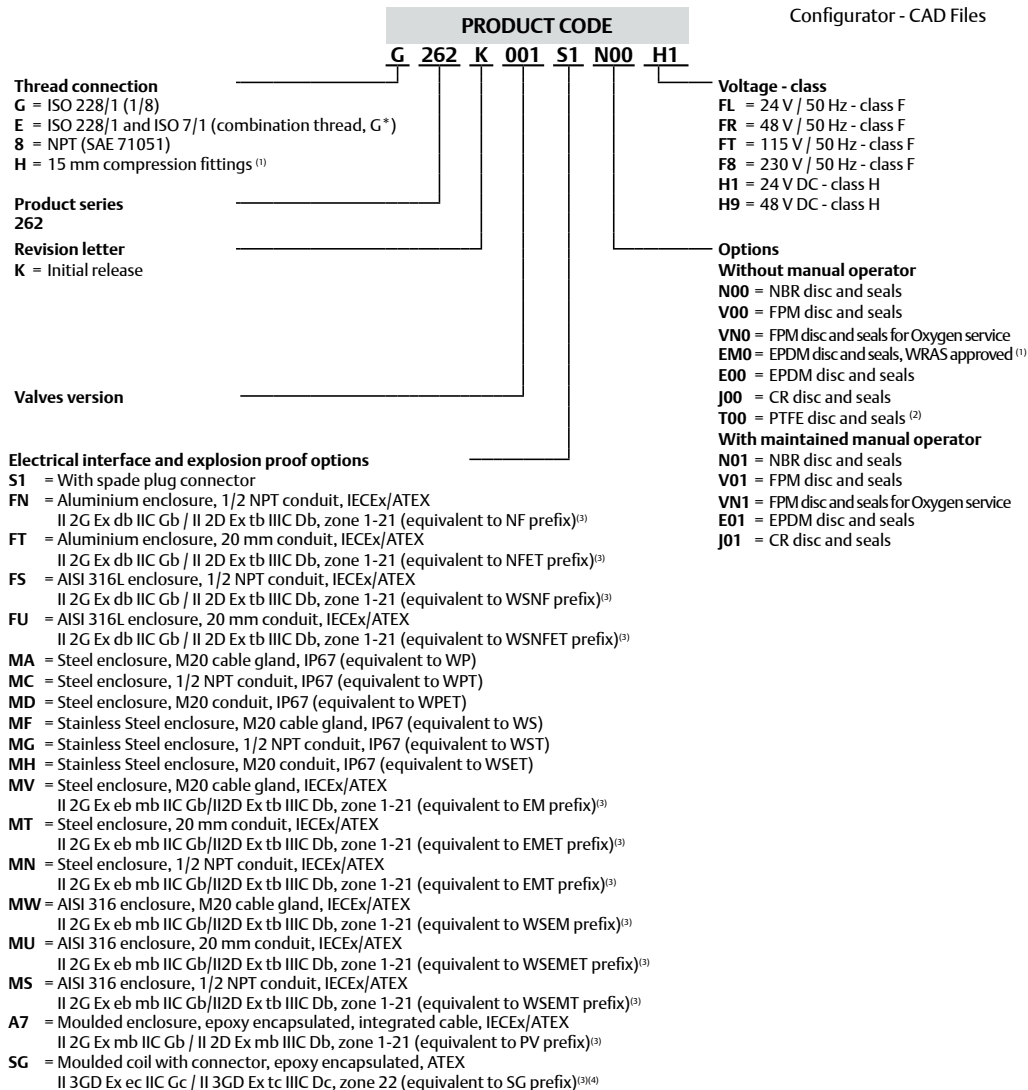 Configurator - CAD Files
PRODUCT CODE
G 262 K 001 S1 N00 H1
Thread connection
G = ISO 228/1 (1/8)
E = ISO 228/1 and ISO 7/1 (combination thread, G*)
8 = NPT (SAE 71051)
H = 15 mm compression fittings (1)
Product series
262
Revision letter
K = Initial release
Valves version
Electrical interface and explosion proof options
S1 = With spade plug connector
FN = Aluminium enclosure, 1/2 NPT conduit, IECEx/ATEX
II 2G Ex db IIC Gb / II 2D Ex tb IIIC Db, zone 1-21 (equivalent to NF prefix)(3)
FT = Aluminium enclosure, 20 mm conduit, IECEx/ATEX
II 2G Ex db IIC Gb / II 2D Ex tb IIIC Db, zone 1-21 (equivalent to NFET prefix)(3)
FS = AISI 316L enclosure, 1/2 NPT conduit, IECEx/ATEX
II 2G Ex db IIC Gb / II 2D Ex tb IIIC Db, zone 1-21 (equivalent to WSNF prefix)(3)
FU = AISI 316L enclosure, 20 mm conduit, IECEx/ATEX
II 2G Ex db IIC Gb / II 2D Ex tb IIIC Db, zone 1-21 (equivalent to WSNFET prefix)(3)
MA = Steel enclosure, M20 cable gland, IP67 (equivalent to WP)
MC = Steel enclosure, 1/2 NPT conduit, IP67 (equivalent to WPT)
MD = Steel enclosure, M20 conduit, IP67 (equivalent to WPET)
MF = Stainless Steel enclosure, M20 cable gland, IP67 (equivalent to WS)
MG = Stainless Steel enclosure, 1/2 NPT conduit, IP67 (equivalent to WST)
MH = Stainless Steel enclosure, M20 conduit, IP67 (equivalent to WSET)
MV = Steel enclosure, M20 cable gland, IECEx/ATEX
II 2G Ex eb mb IIC Gb/II2D Ex tb IIIC Db, zone 1-21 (equivalent to EM prefix)(3)
MT = Steel enclosure, 20 mm conduit, IECEx/ATEX
II 2G Ex eb mb IIC Gb/II2D Ex tb IIIC Db, zone 1-21 (equivalent to EMET prefix)(3)
MN = Steel enclosure, 1/2 NPT conduit, IECEx/ATEX
II 2G Ex eb mb IIC Gb/II2D Ex tb IIIC Db, zone 1-21 (equivalent to EMT prefix)(3)
MW = AISI 316 enclosure, M20 cable gland, IECEx/ATEX
II 2G Ex eb mb IIC Gb/II2D Ex tb IIIC Db, zone 1-21 (equivalent to WSEM prefix)(3)
MU = AISI 316 enclosure, 20 mm conduit, IECEx/ATEX
II 2G Ex eb mb IIC Gb/II2D Ex tb IIIC Db, zone 1-21 (equivalent to WSEMET prefix)(3)
MS = AISI 316 enclosure, 1/2 NPT conduit, IECEx/ATEX
II 2G Ex eb mb IIC Gb/II2D Ex tb IIIC Db, zone 1-21 (equivalent to WSEMT prefix)(3)
A7 = Moulded enclosure, epoxy encapsulated, integrated cable, IECEx/ATEX
II 2G Ex mb IIC Gb / II 2D Ex mb IIIC Db, zone 1-21 (equivalent to PV prefix)(3)
SG = Moulded coil with connector, epoxy encapsulated, ATEX
II 3GD Ex ec IIC Gc / II 3GD Ex tc IIIC Dc, zone 22 (equivalent to SG prefix)(3)(4)
Voltage - class
FL = 24 V / 50 Hz - class F
FR = 48 V / 50 Hz - class F
FT = 115 V / 50 Hz - class F
F8 = 230 V / 50 Hz - class F
H1 = 24 V DC - class H
H9 = 48 V DC - class H
Options
Without manual operator
N00 = NBR disc and seals
V00 = FPM disc and seals
VN0 = FPM disc and seals for Oxygen service
EM0 = EPDM disc and seals, WRAS approved (1)
E00 = EPDM disc and seals
J00 = CR disc and seals
T00 = PTFE disc and seals (2)
With maintained manual operator
N01 = NBR disc and seals
V01 = FPM disc and seals
VN1 = FPM disc and seals for Oxygen service
E01 = EPDM disc and seals
J01 = CR disc and seals